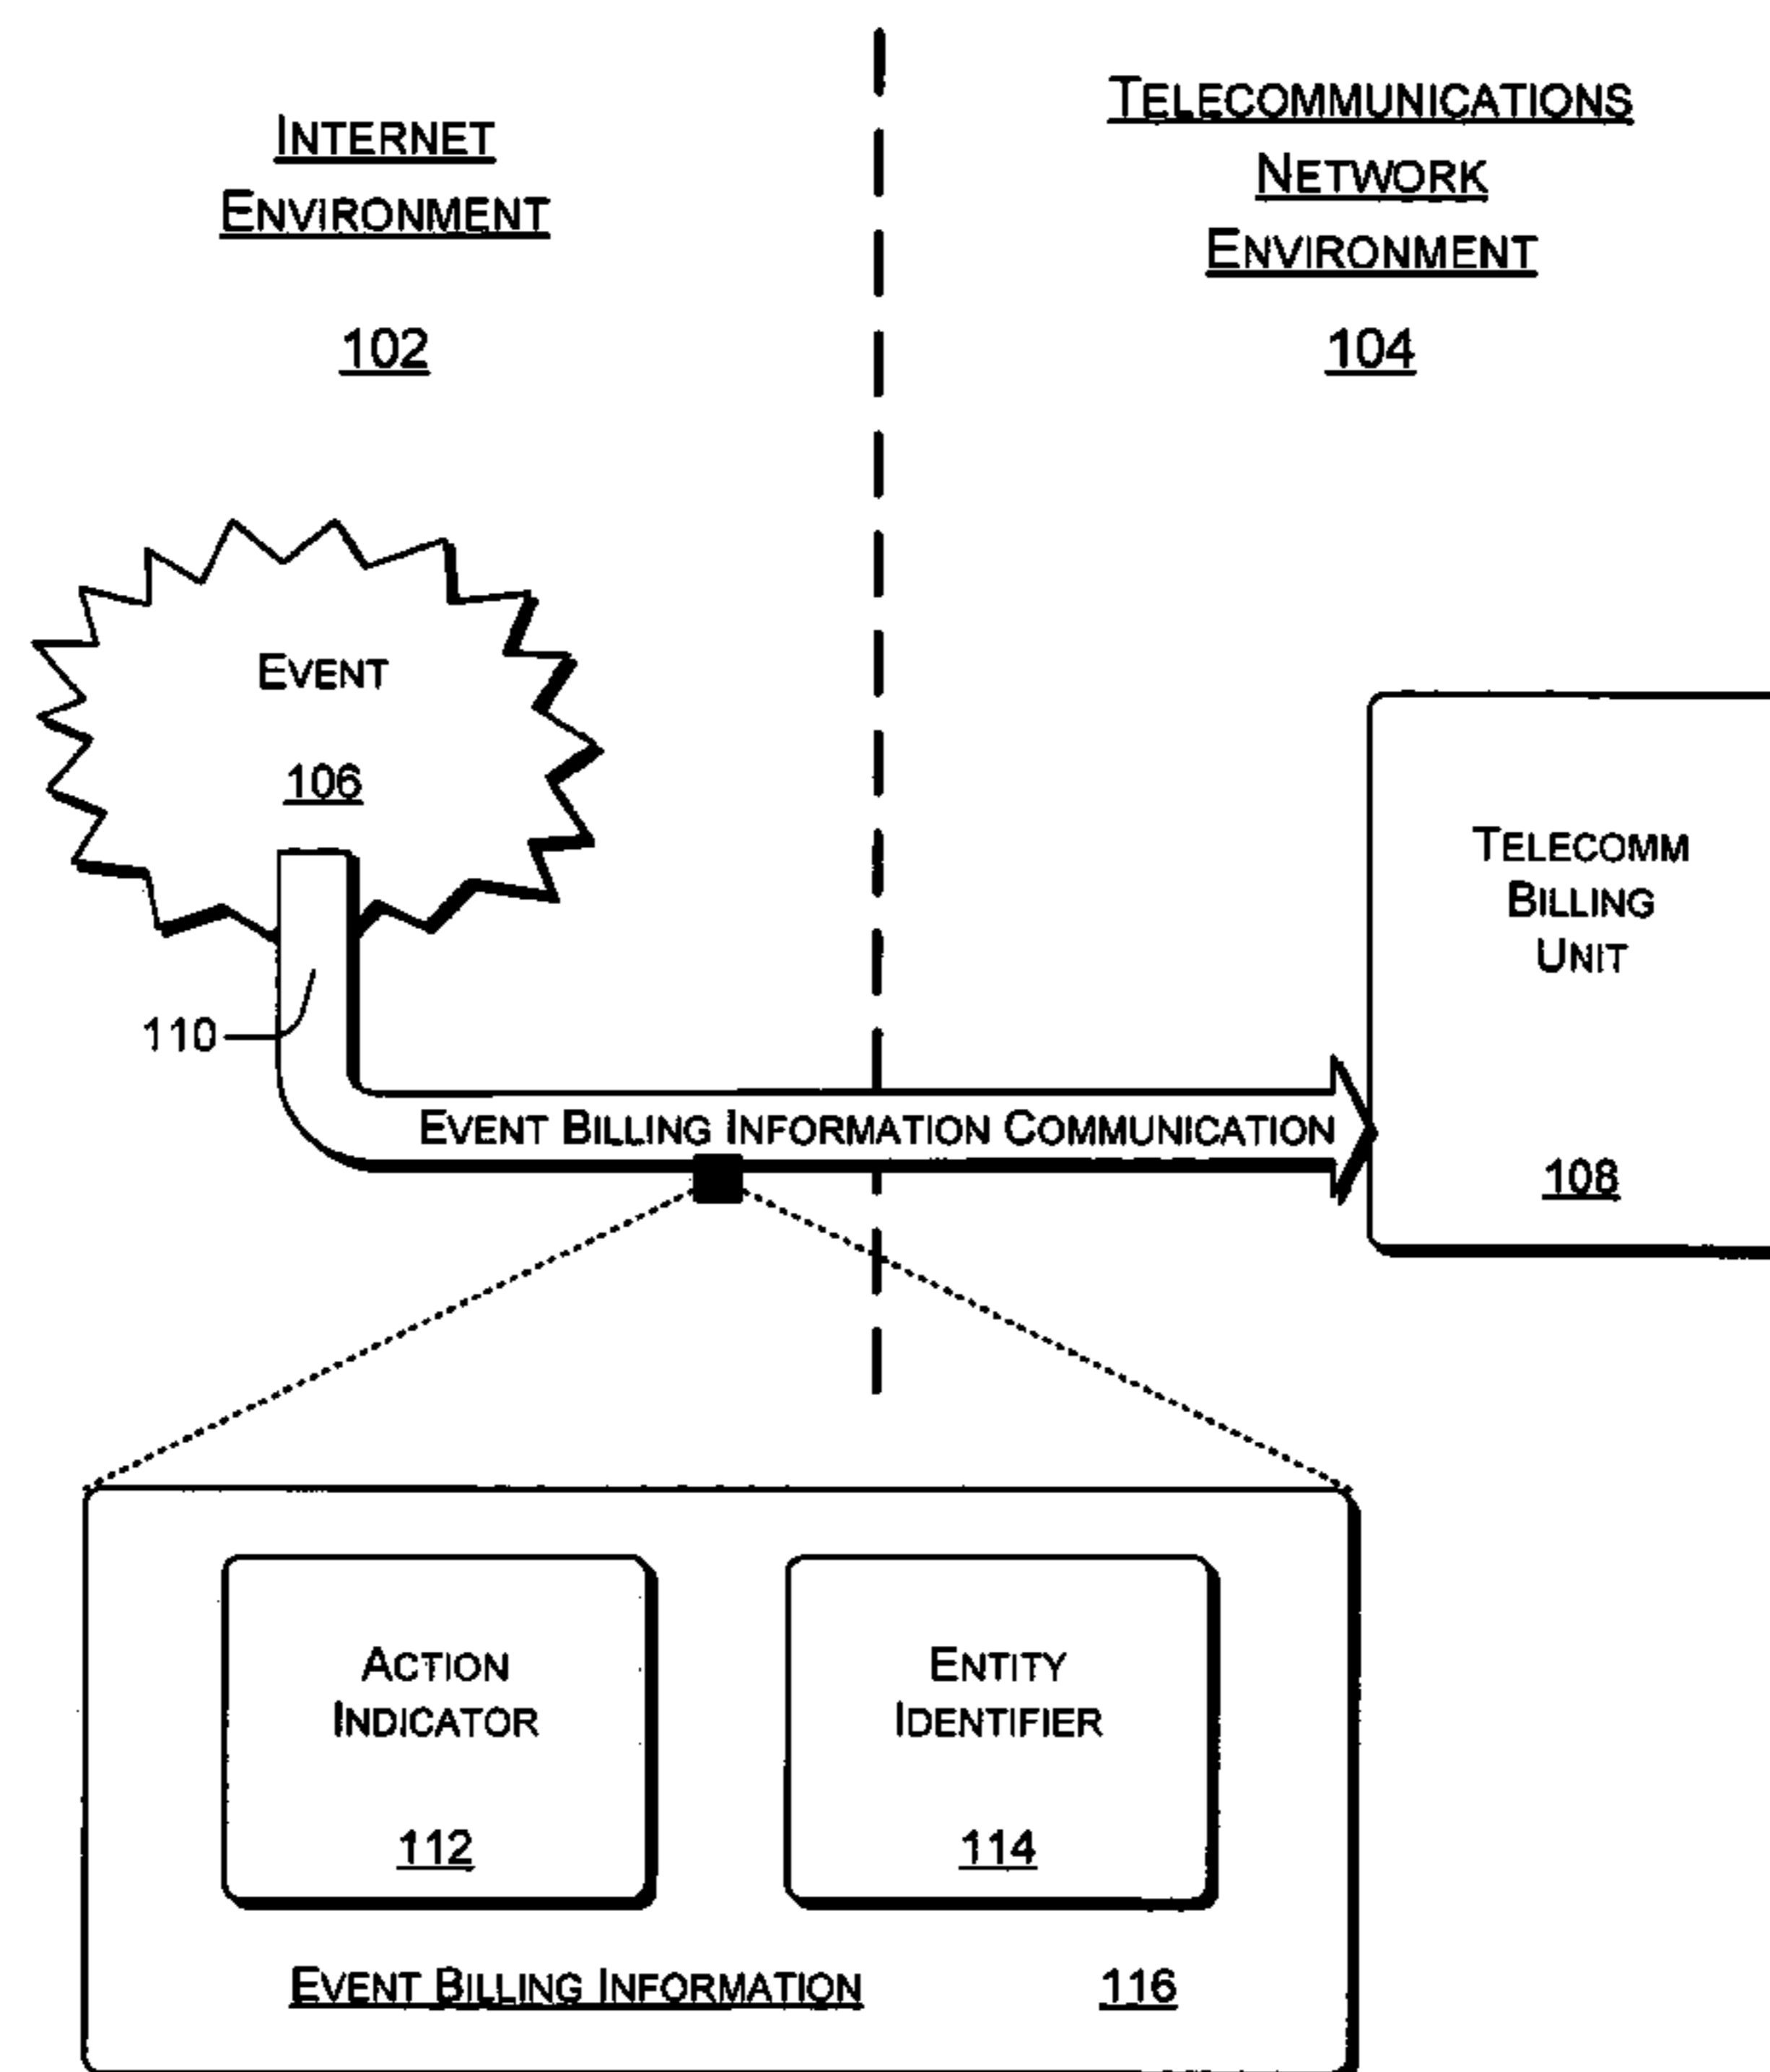 INTERNET
ENVIRONMENT
102
TELECOMMUNICATIONS
NETWORK
ENVIRONMENT
104
EVENT
106
110
TELECOMM
BILLING
UNIT
108
EVENT BILLING INFORMATION COMMUNICATION
ACTION
INDICATOR
112
ENTITY
IDENTIFIER
114
EVENT BILLING INFORMATION 116